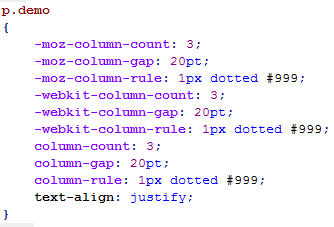 p.demo
{
-moz-column-count: 3;
-moz-column-gap: 20pt;
-moz-column-rule: 1px dotted #999;
-webkit-column-count: 3;
-webkit-column-gap: 20pt;
-webkit-column-rule: 1px dotted #999;
column-count: 3;
column-gap: 20pt;
column-rule: 1px dotted #999;
text-align: justify;
}